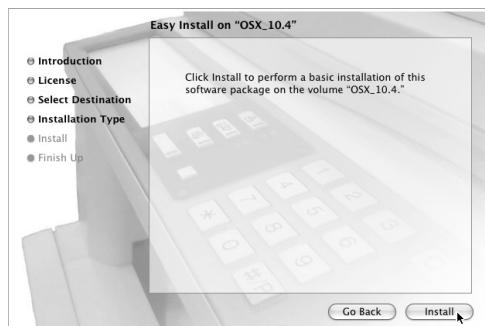 Easy Install on “OSX_10.4”
Introduction
License
Select Destination
Installation Type
Install
Finish Up
Click Install to perform a basic installation of this
software package on the volume “OSX_10.4.”
Go Back
Install